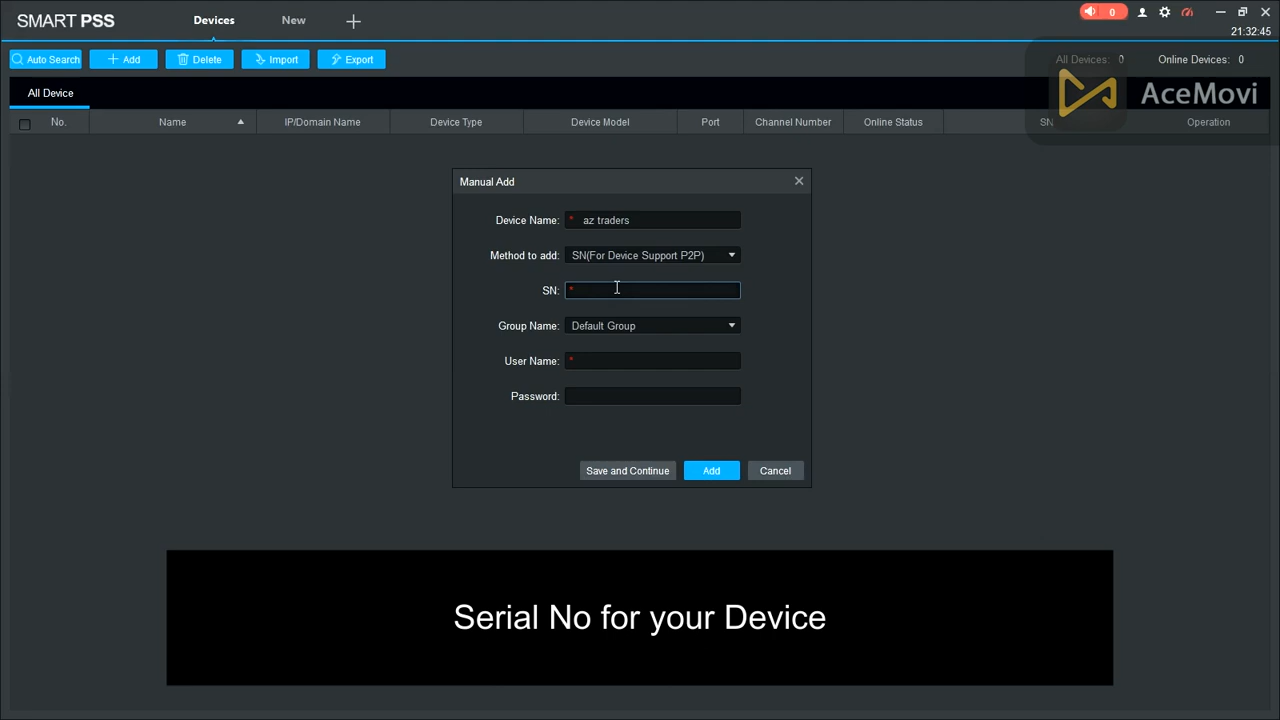 SMART PSS Devices New
0
21:32:45
Auto Search Add Delete Import Export All Devices: 0 Online Devices: 0
All Device
AceMovi
No. Name IP/Domain Name Device Type Device Model Port Channel Number Online Status SN Operation
Manual Add
Device Name: * az traders
Method to add: SN(For Device Support P2P)
SN: *
Group Name: Default Group
User Name: *
Password:
Save and Continue Add Cancel
Serial No for your Device